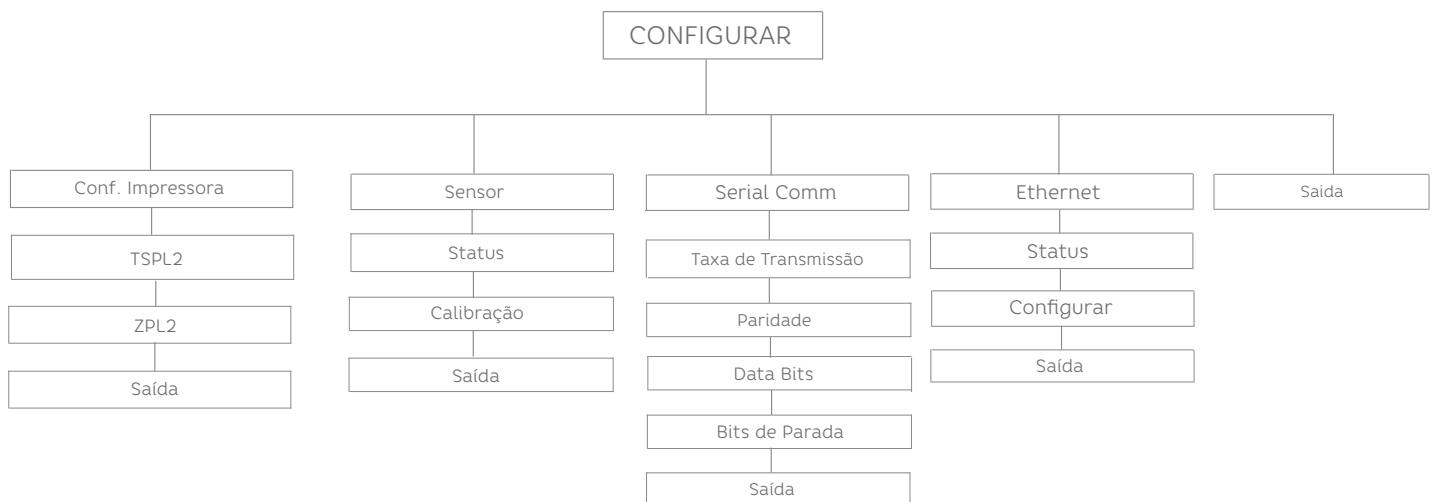 CONFIGURAR
Conf. Impressora
TSPL2
ZPL2
Saída
Sensor
Status
Calibração
Saída
Serial Comm
Taxa de Transmissão
Paridade
Data Bits
Bits de Parada
Saída
Ethernet
Status
Configurar
Saída
Saida